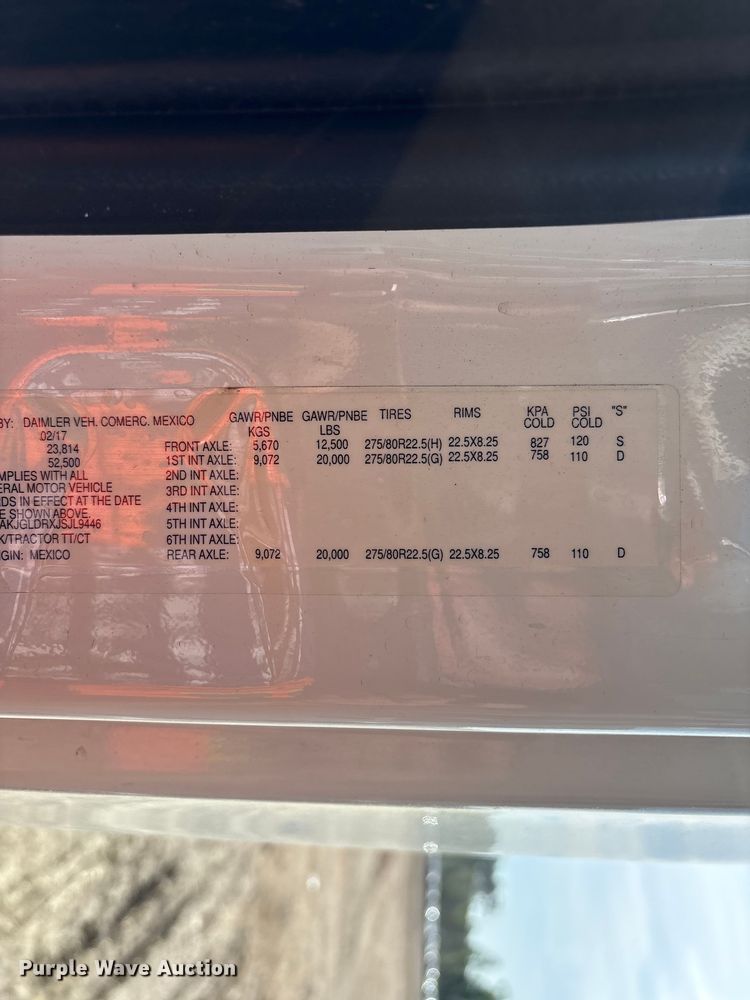 BY: DAIMLER VEH. COMERC. MEXICO
02/17
23,814
52,500
MPLIES WITH ALL
ERAL MOTOR VEHICLE
RDS IN EFFECT AT THE DATE
E SHOWN ABOVE.
AKJGLDRXJSJL9446
K/TRACTOR TT/CT
GIN: MEXICO
GAWR/PNBE KGS GAWR/PNBE LBS TIRES RIMS KPA COLD PSI COLD "S"
FRONT AXLE: 5,670 12,500 275/80R22.5(H) 22.5X8.25 827 120 S
1ST INT AXLE: 9,072 20,000 275/80R22.5(G) 22.5X8.25 758 110 D
2ND INT AXLE:
3RD INT AXLE:
4TH INT AXLE:
5TH INT AXLE:
6TH INT AXLE:
REAR AXLE: 9,072 20,000 275/80R22.5(G) 22.5X8.25 758 110 D
Purple Wave Auction